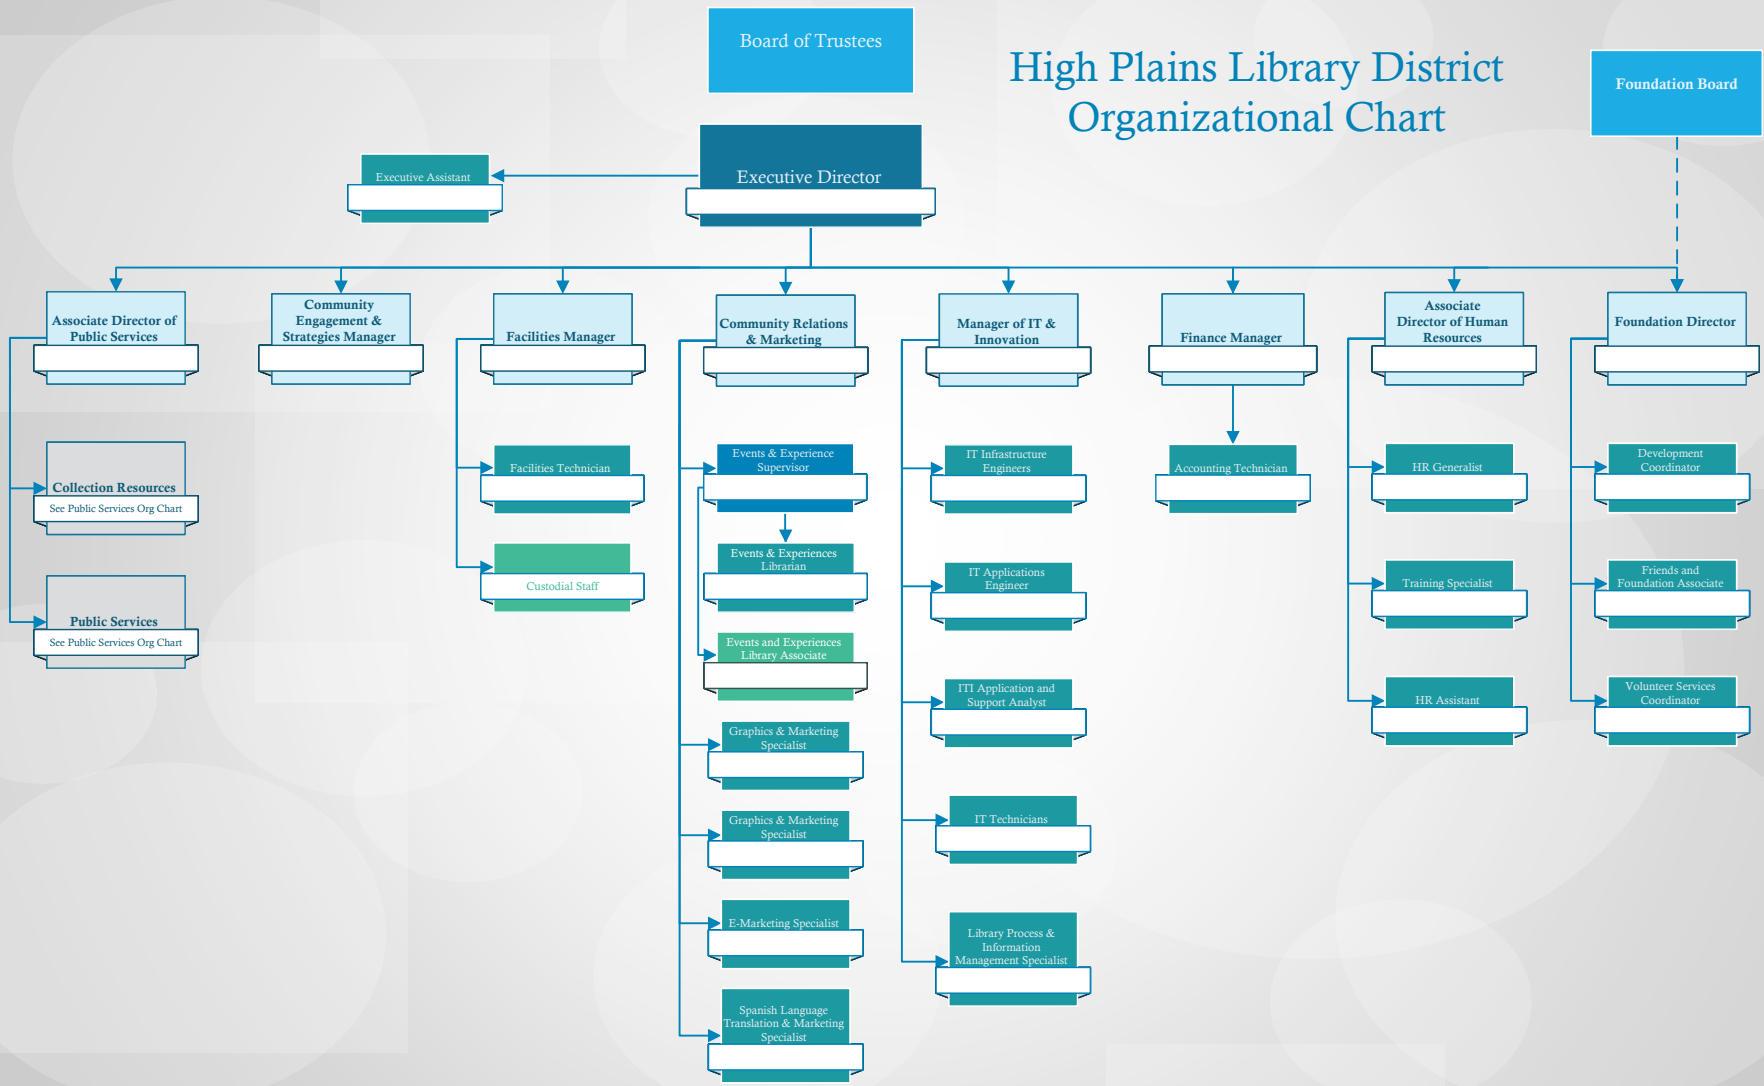 Board of Trustees
High Plains Library District
Organizational Chart
Foundation Board
Executive Assistant
Executive Director
Associate Director of
Public Services
Community
Engagement &
Strategies Manager
Facilities Manager
Community Relations
& Marketing
Manager of IT &
Innovation
Finance Manager
Associate
Director of Human
Resources
Foundation Director
Collection Resources
See Public Services Org Chart
Public Services
See Public Services Org Chart
Facilities Technician
Custodial Staff
Events & Experience
Supervisor
Events & Experiences
Librarian
Events and Experiences
Library Associate
Graphics & Marketing
Specialist
Graphics & Marketing
Specialist
E-Marketing Specialist
Spanish Language
Translation & Marketing
Specialist
IT Infrastructure
Engineers
IT Applications
Engineer
ITI Application and
Support Analyst
IT Technicians
Library Process &
Information
Management Specialist
Accounting Technician
HR Generalist
Training Specialist
HR Assistant
Development
Coordinator
Friends and
Foundation Associate
Volunteer Services
Coordinator